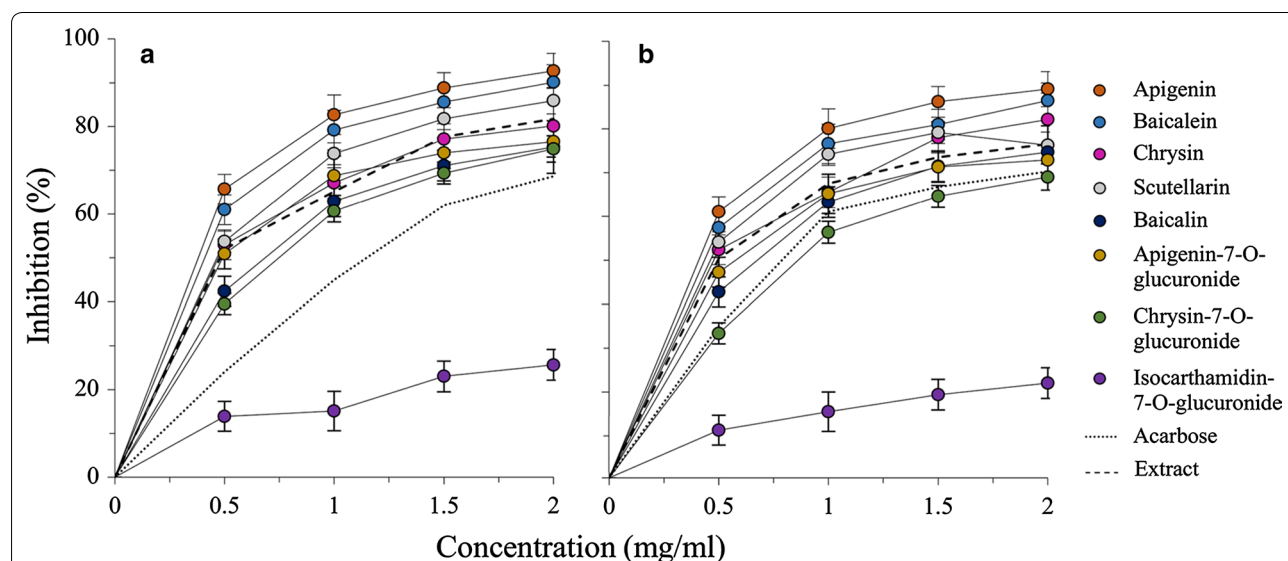 100
80
60
40
20
0
Inhibition (%)
a
b
0 0.5 1 1.5 2
0 0.5 1 1.5 2
Concentration (mg/ml)
Apigenin
Baicalein
Chrysin
Scutellarin
Baicalin
Apigenin-7-O-
glucuronide
Chrysin-7-O-
glucuronide
Isocarthamidin-
7-O-glucuronide
Acarbose
Extract